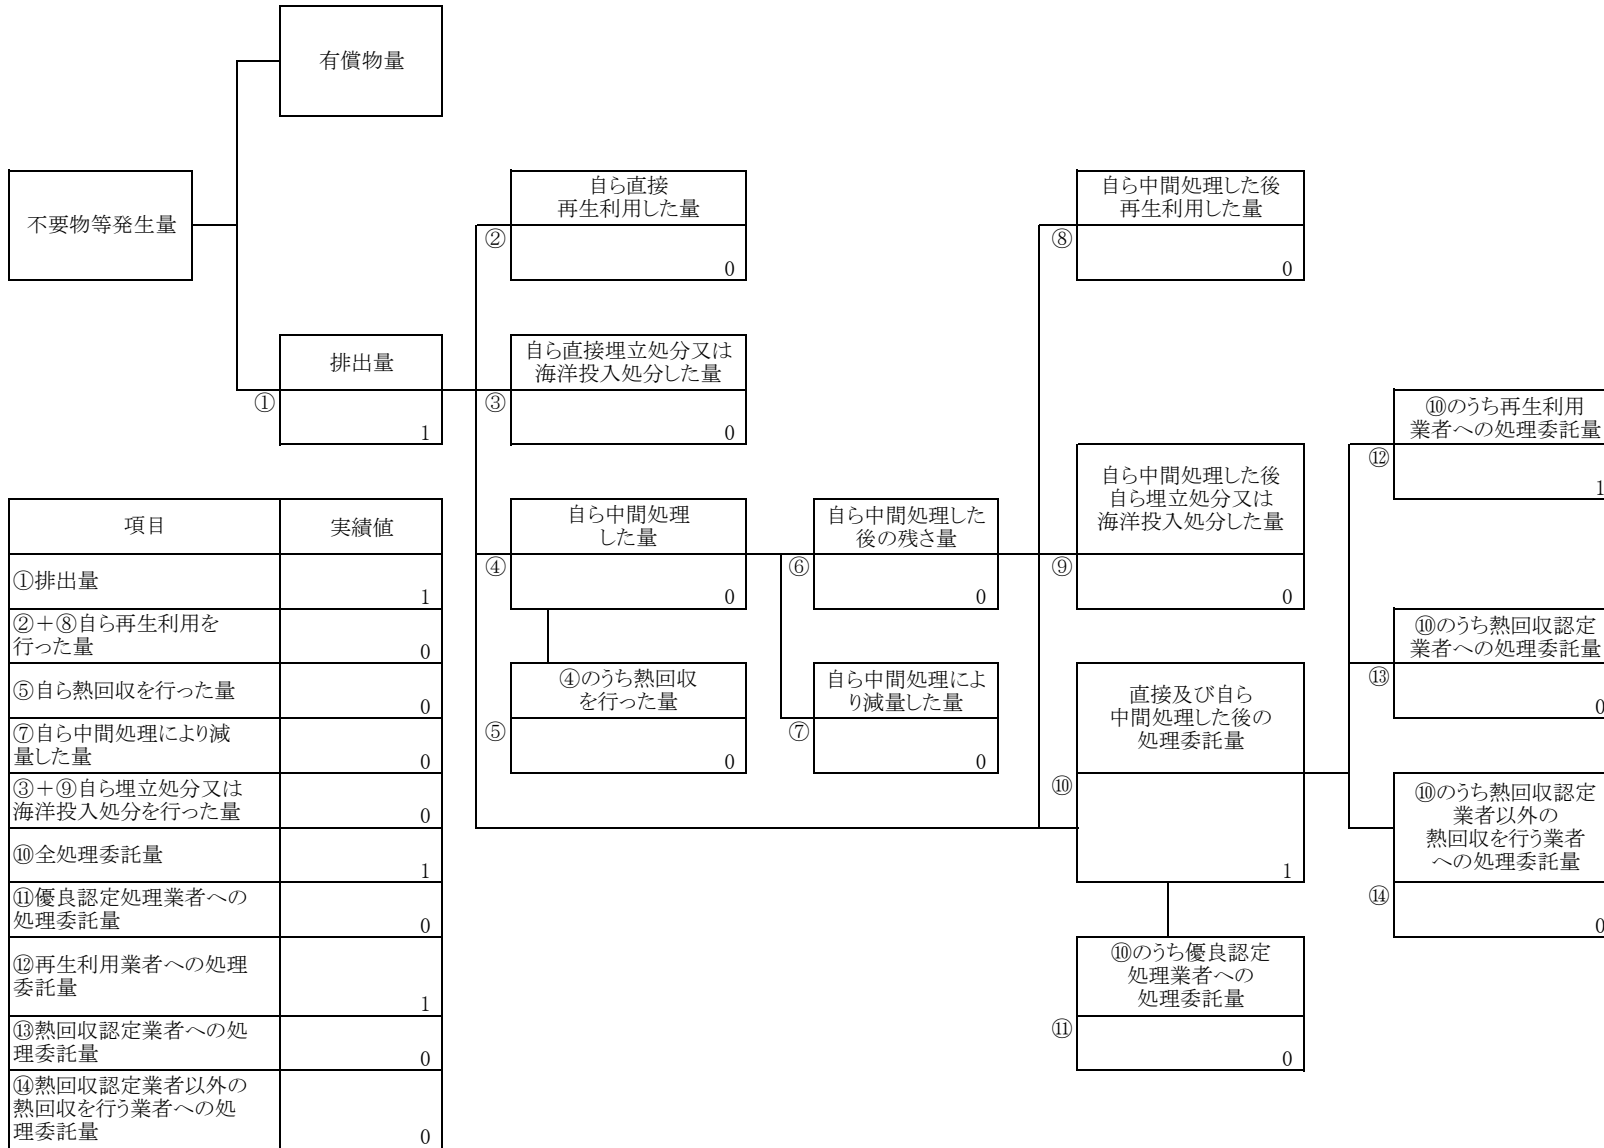 有償物量
不要物等発生量
排出量
①
1
自ら直接
再生利用した量
②
0
自ら直接埋立処分又は
海洋投入処分した量
③
0
自ら中間処理
した量
④
0
④のうち熱回収
を行った量
⑤
0
自ら中間処理した
後の残さ量
⑥
0
自ら中間処理によ
り減量した量
⑦
0
自ら中間処理した後
再生利用した量
⑧
0
自ら中間処理した後
自ら埋立処分又は
海洋投入処分した量
⑨
0
直接及び自ら
中間処理した後の
処理委託量
⑩
1
⑩のうち優良認定
処理業者への
処理委託量
⑪
0
⑩のうち再生利用
業者への処理委託量
⑫
1
⑩のうち熱回収認定
業者への処理委託量
⑬
0
⑩のうち熱回収認定
業者以外の
熱回収を行う業者
への処理委託量
⑭
0
項目 実績値
①排出量 1
②+⑧自ら再生利用を
行った量 0
⑤自ら熱回収を行った量 0
⑦自ら中間処理により減
量した量 0
③+⑨自ら埋立処分又は
海洋投入処分を行った量 0
⑩全処理委託量 1
⑪優良認定処理業者への
処理委託量 0
⑫再生利用業者への処理
委託量 1
⑬熱回収認定業者への処
理委託量 0
⑭熱回収認定業者以外の
熱回収を行う業者への処
理委託量 0